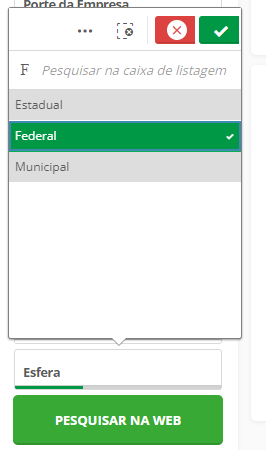 Porte da Empresa
F Pesquisar na caixa de listagem
Estadual
Federal
Municipal
Esfera
PESQUISAR NA WEB